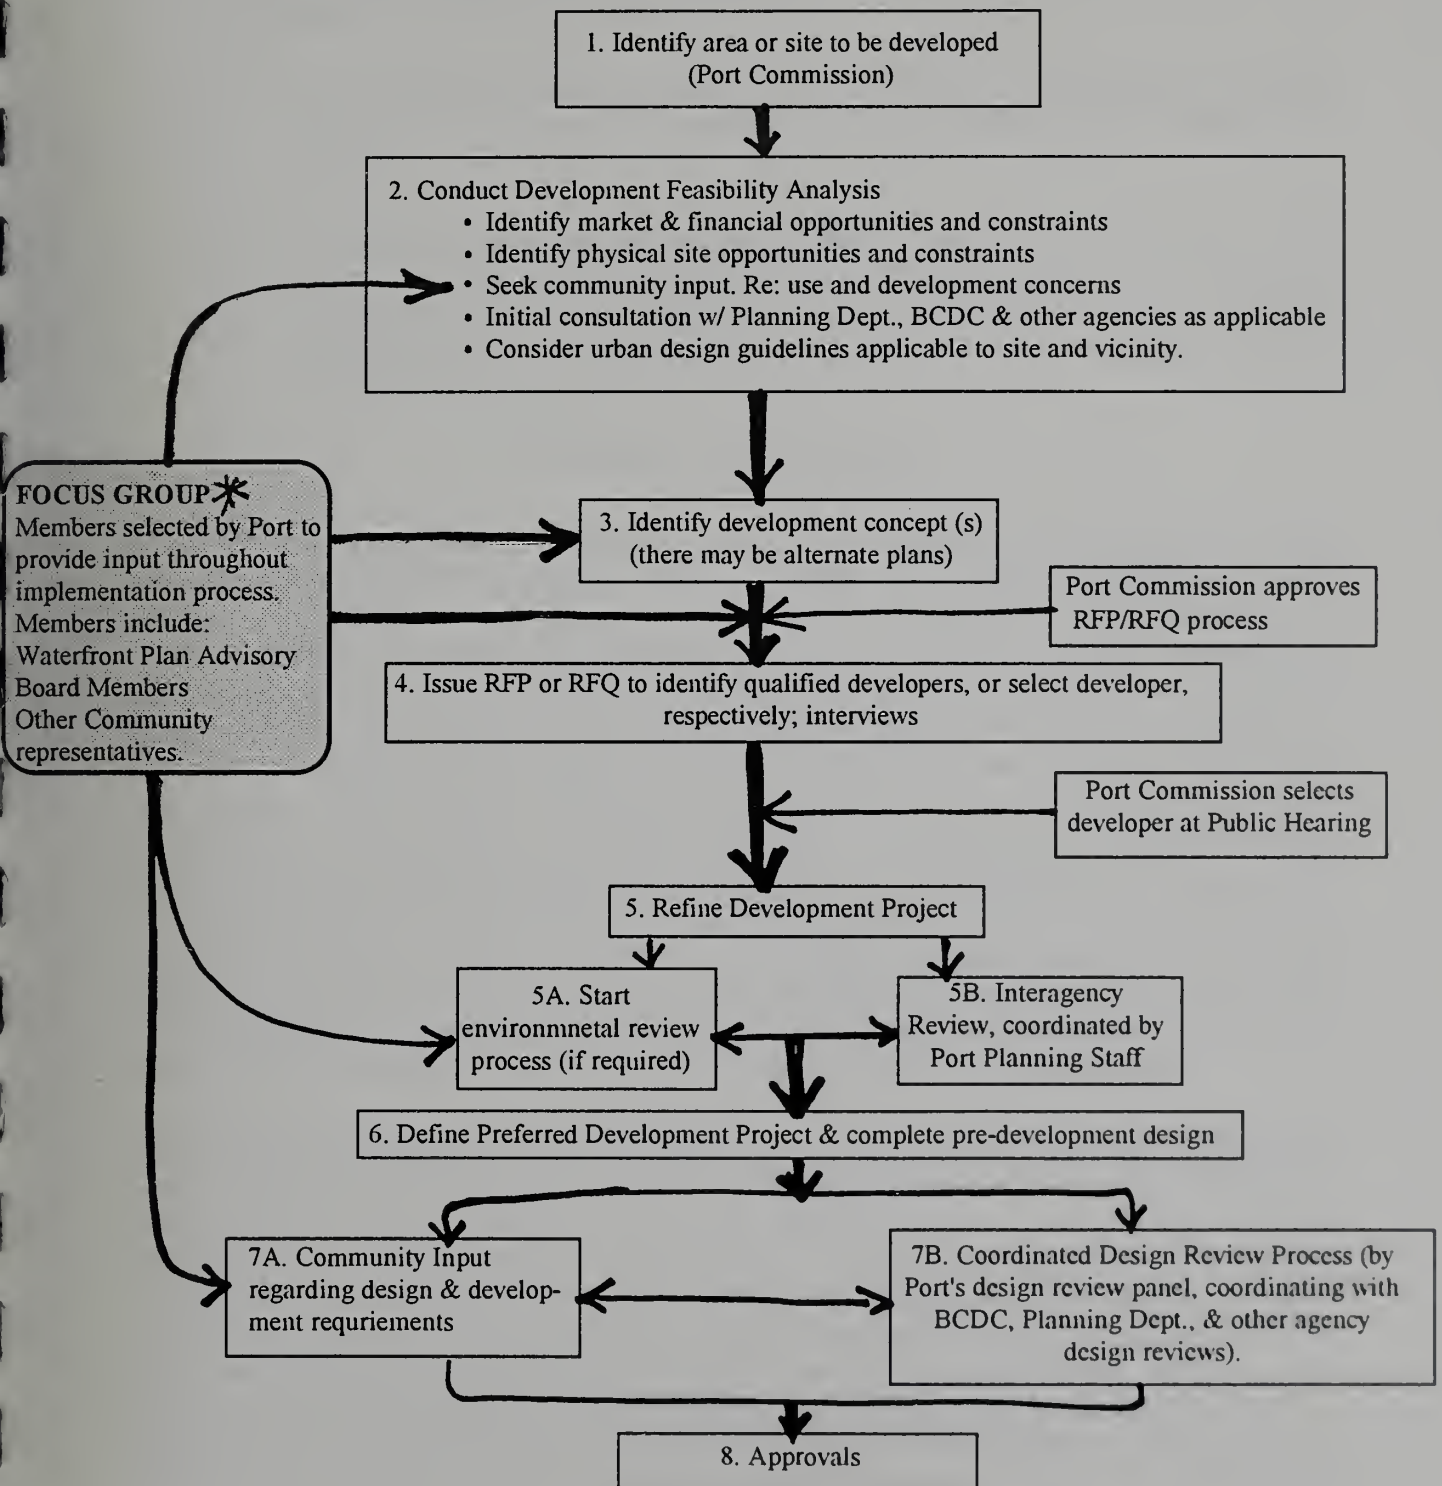 1. Identify area or site to be developed
(Port Commission)
2. Conduct Development Feasibility Analysis
• Identify market & financial opportunities and constraints
• Identify physical site opportunities and constraints
• Seek community input. Re: use and development concerns
• Initial consultation w/ Planning Dept., BCDC & other agencies as applicable
• Consider urban design guidelines applicable to site and vicinity.
FOCUS GROUP*
Members selected by Port to
provide input throughout
implementation process.
Members include:
Waterfront Plan Advisory
Board Members
Other Community
representatives.
3. Identify development concept (s)
(there may be alternate plans)
Port Commission approves
RFP/RFQ process
4. Issue RFP or RFQ to identify qualified developers, or select developer,
respectively; interviews
Port Commission selects
developer at Public Hearing
5. Refine Development Project
5A. Start
environmnetal review
process (if required)
5B. Interagency
Review, coordinated by
Port Planning Staff
6. Define Preferred Development Project & complete pre-development design
7A. Community Input
regarding design & develop-
ment requriements
7B. Coordinated Design Review Process (by
Port's design review panel, coordinating with
BCDC, Planning Dept., & other agency
design reviews).
8. Approvals